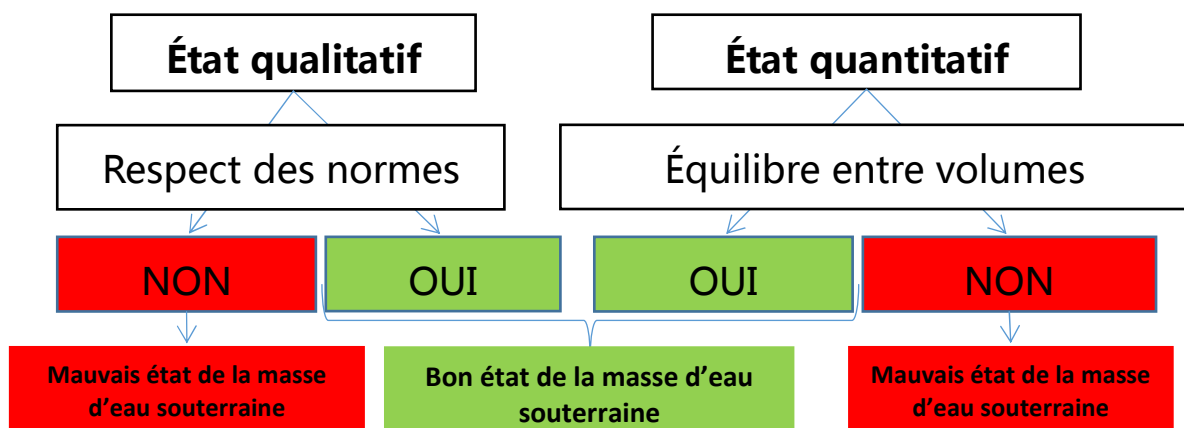 État qualitatif
État quantitatif
Respect des normes
Équilibre entre volumes
NON
OUI
OUI
NON
Mauvais état de la masse
d'eau souterraine
Bon état de la masse d'eau
souterraine
Mauvais état de la masse
d'eau souterraine